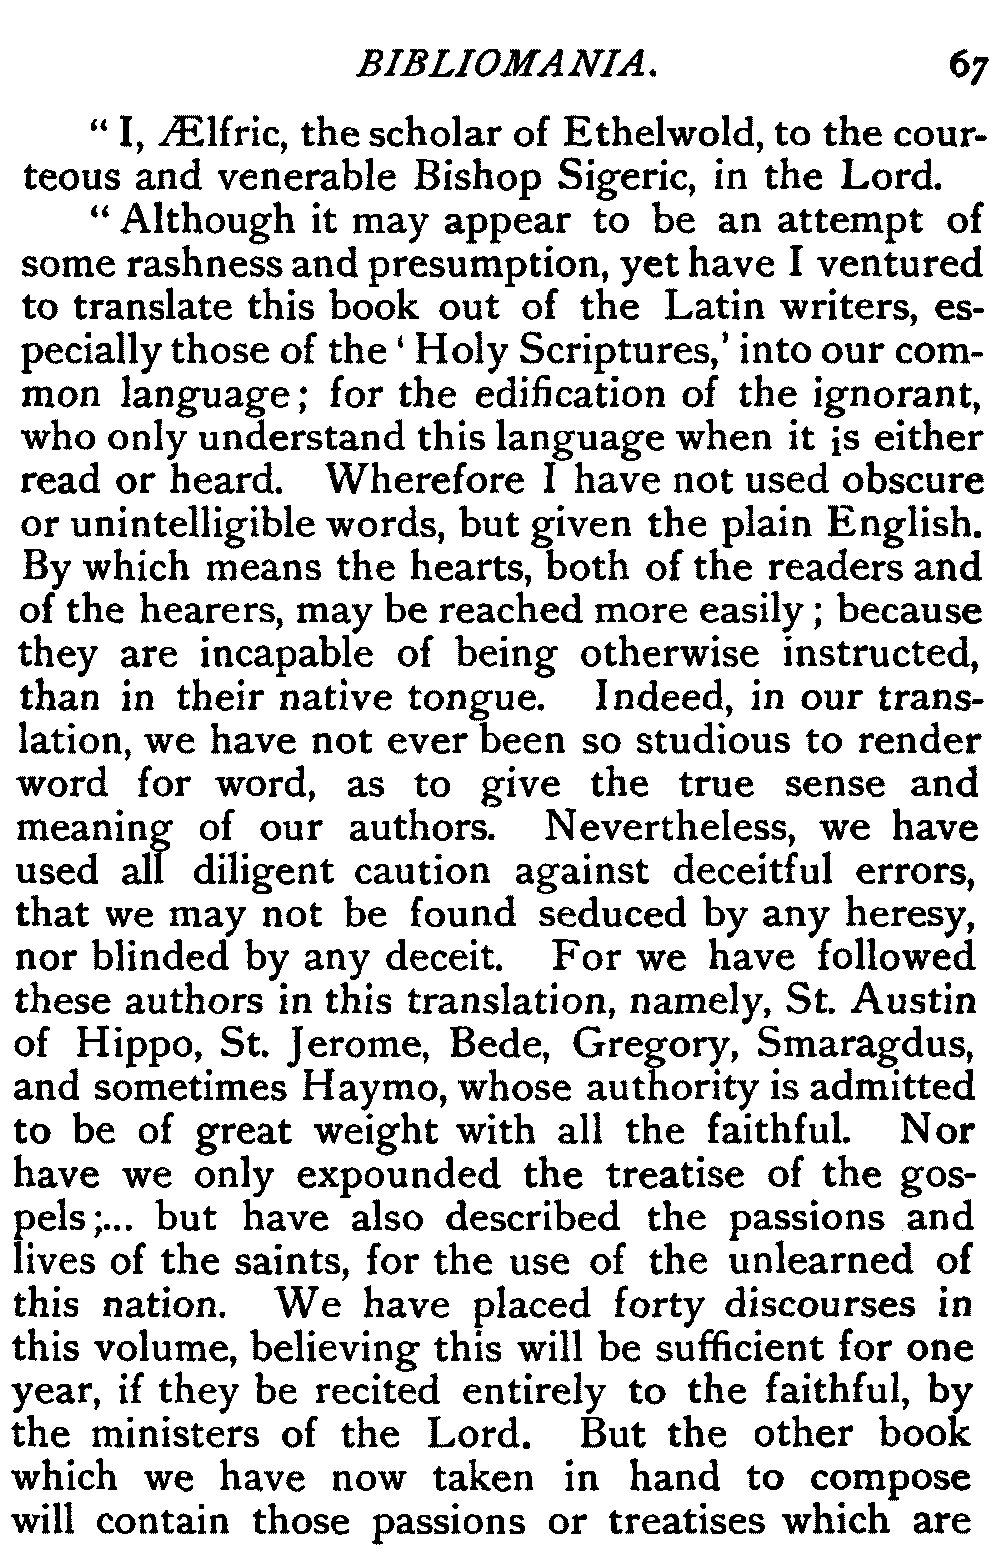 BIBLIOMANIA. 67
“ I, Ælfric, the scholar of Ethelwold, to the cour-
teous and venerable Bishop Sigeric, in the Lord.
“ Although it may appear to be an attempt of
some rashness and presumption, yet have I ventured
to translate this book out of the Latin writers, es-
pecially those of the ‘ Holy Scriptures,’ into our com-
mon language; for the edification of the ignorant,
who only understand this language when it is either
read or heard. Wherefore I have not used obscure
or unintelligible words, but given the plain English.
By which means the hearts, both of the readers and
of the hearers, may be reached more easily; because
they are incapable of being otherwise instructed,
than in their native tongue. Indeed, in our trans-
lation, we have not ever been so studious to render
word for word, as to give the true sense and
meaning of our authors. Nevertheless, we have
used all diligent caution against deceitful errors,
that we may not be found seduced by any heresy,
nor blinded by any deceit. For we have followed
these authors in this translation, namely, St. Austin
of Hippo, St. Jerome, Bede, Gregory, Smaragdus,
and sometimes Haymo, whose authority is admitted
to be of great weight with all the faithful. Nor
have we only expounded the treatise of the gos-
pels;... but have also described the passions and
lives of the saints, for the use of the unlearned of
this nation. We have placed forty discourses in
this volume, believing this will be sufficient for one
year, if they be recited entirely to the faithful, by
the ministers of the Lord. But the other book
which we have now taken in hand to compose
will contain those passions or treatises which are